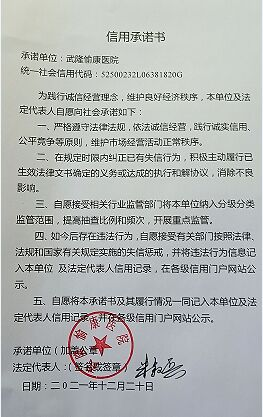 信用承诺书
承诺单位：武隆愉康医院
统一社会信用代码：52500232L06381820G
为践行诚信经营理念，维护良好经济秩序，本单位及法
定代表人自愿向社会承诺如下：
一、严格遵守法律法规，依法诚信经营，践行诚实信用、
公平竞争等原则，维护市场经营活动正常秩序。
二、在规定时限内纠正已有失信行为，积极主动履行已
生效法律文书确定的义务或达成的执行和解协议，消除不良
影响。
三、自愿接受相关行业监管部门将本单位纳入分级分类
监管范围，提高抽查比例和频次，开展重点监管。
四、如今后存在违法行为，自愿接受有关部门按照法律、
法规和国家有关规定实施的失信惩戒，并将违法行为信息记
入本单位 及法定代表人信用记录，在各级信用门户网站公
示。
五、自愿将本承诺书及其履行情况一同记入本单位及法
定代表人信用记录，并在各级信用门户网站公示。
承诺单位（加盖公章）
法定代表人：（签名或签章）
日期：二〇二一年十二月二十日